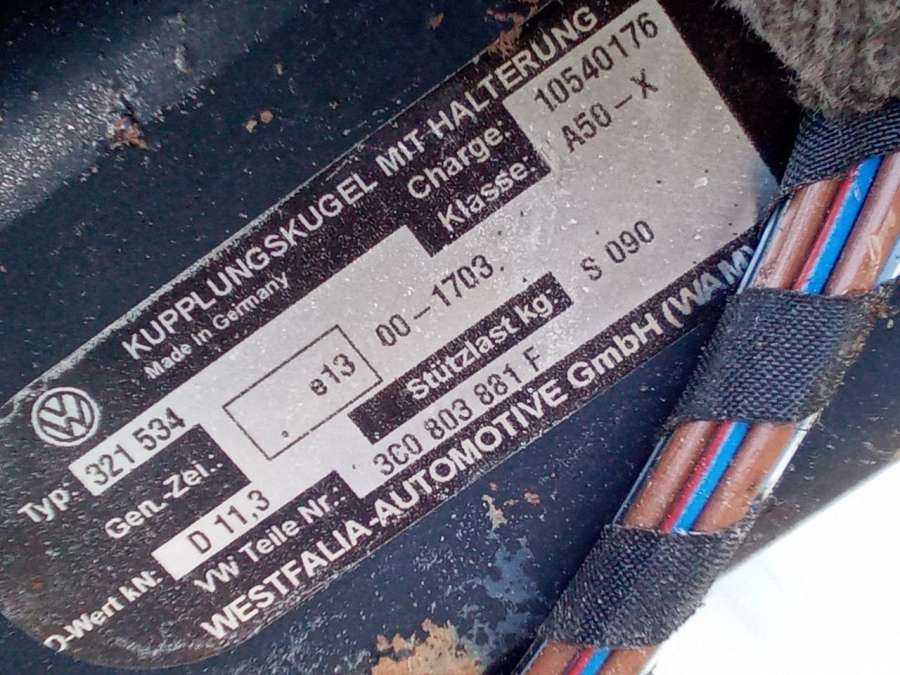 KUPPLUNGSKUGEL MIT HALTERUNG
Made in Germany
Charge: 10540176
Klasse: A50-X
Typ: 321 534
Gen.-Zei.: e13 00-1703
Stützlast kg: S 090
D-Wert kN: D 11,3
VW Teile Nr.: 3C0 803 881 F
WESTFALIA-AUTOMOTIVE GmbH (WAM)